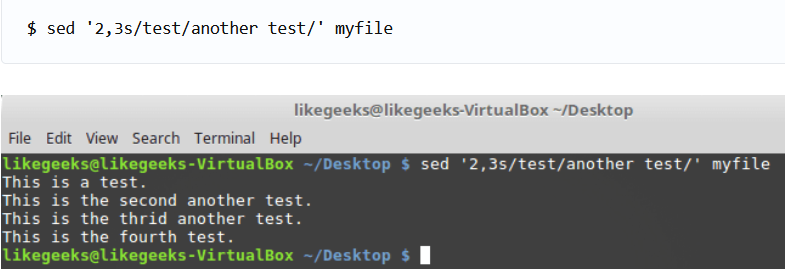 $ sed '2,3s/test/another test/' myfile
likegeeks@likegeeks-VirtualBox ~/Desktop
File Edit View Search Terminal Help
likegeeks@likegeeks-VirtualBox ~/Desktop $ sed '2,3s/test/another test/' myfile
This is a test.
This is the second another test.
This is the thrid another test.
This is the fourth test.
likegeeks@likegeeks-VirtualBox ~/Desktop $